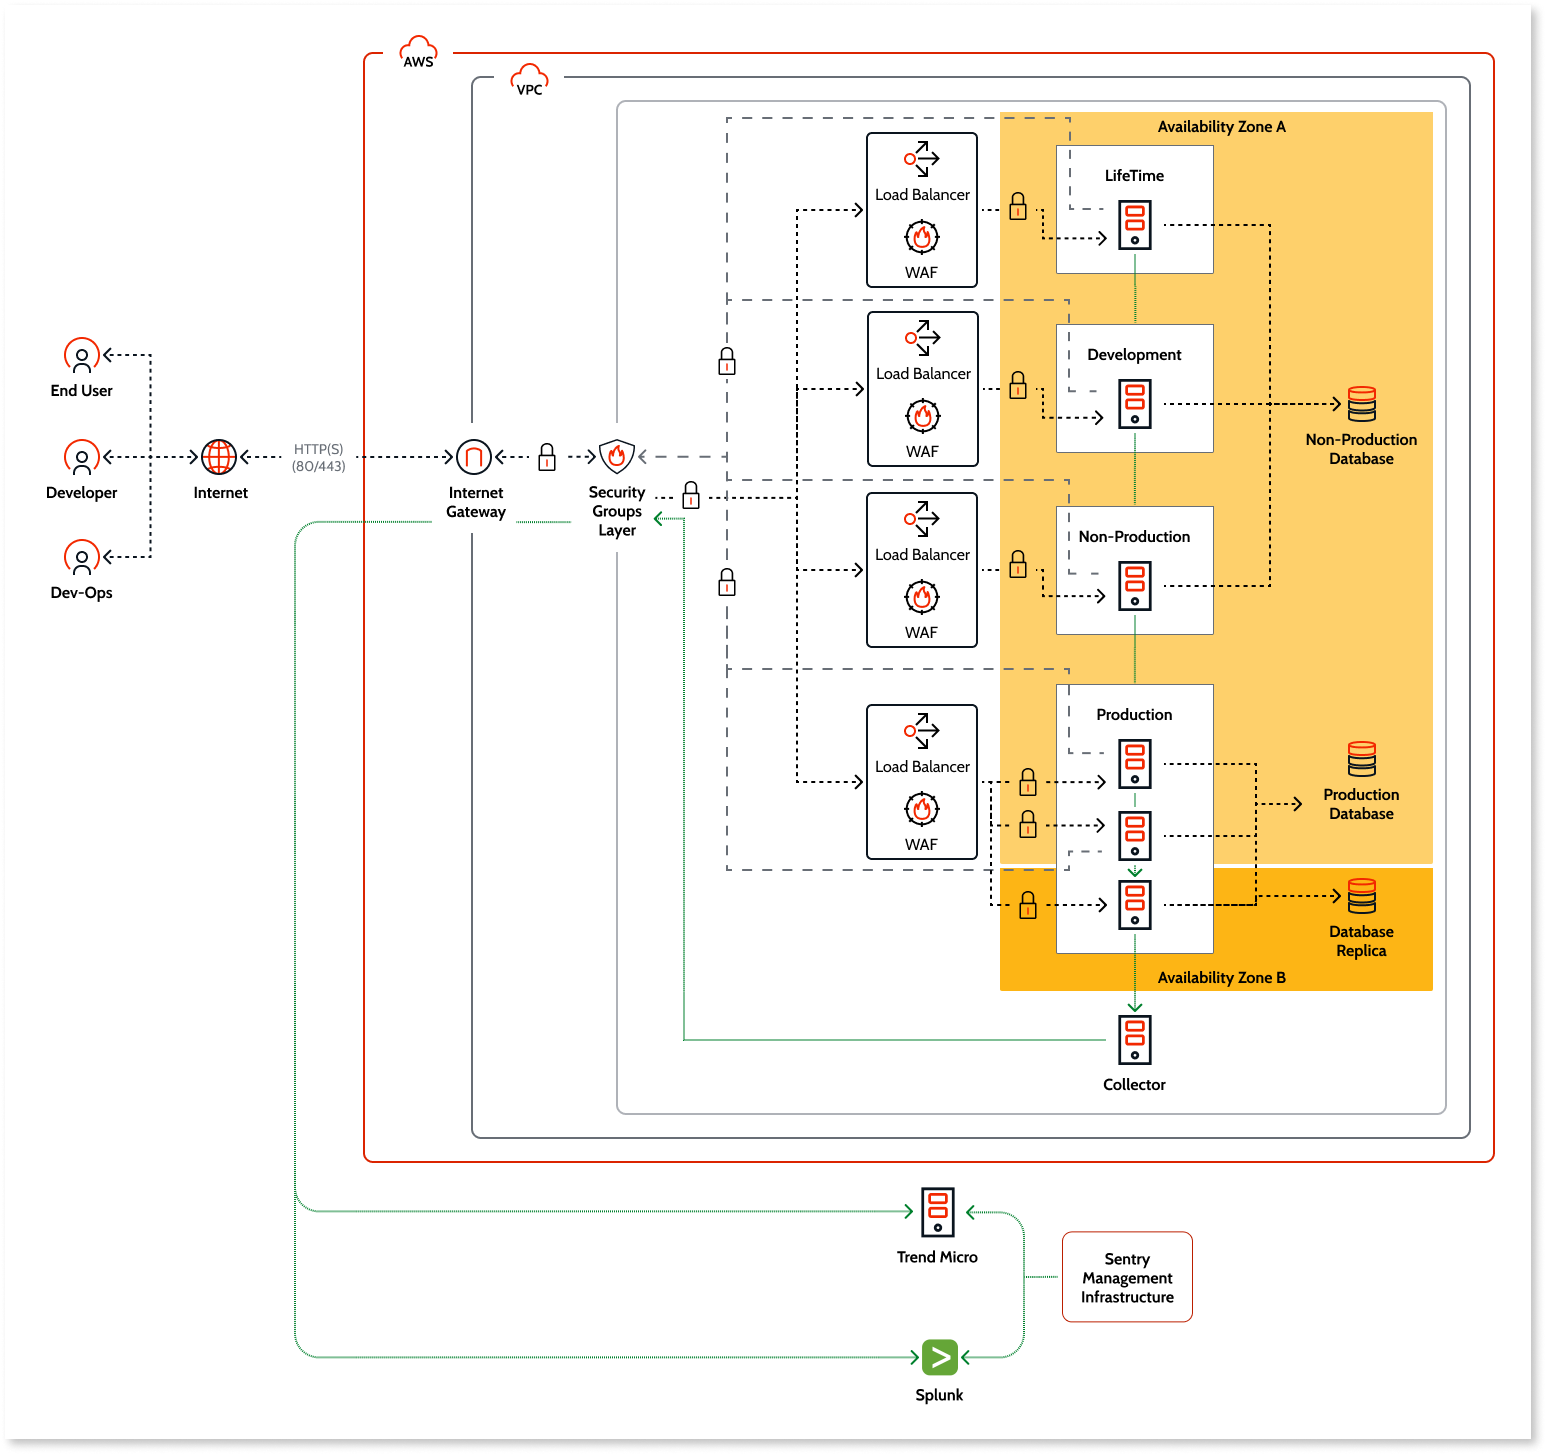 AWS
VPC
Availability Zone A
LifeTime
Load Balancer
WAF
Development
Load Balancer
WAF
End User
Developer
Dev-Ops
Internet
HTTP(S)
(80/443)
Internet
Gateway
Security
Groups
Layer
Non-Production
Database
Non-Production
Load Balancer
WAF
Production
Load Balancer
WAF
Production
Database
Database
Replica
Availability Zone B
Collector
Trend Micro
Sentry
Management
Infrastructure
Splunk